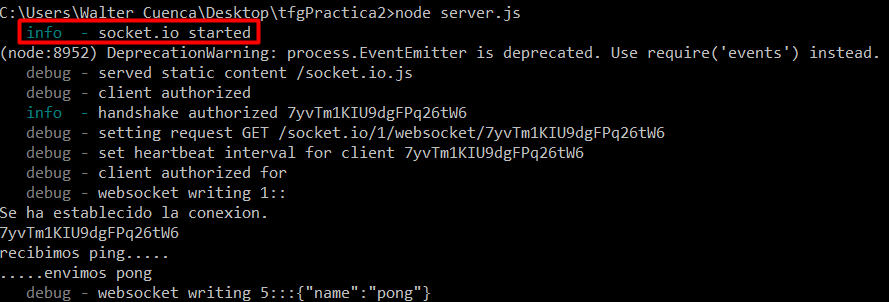 C:\Users\Walter Cuenca\Desktop\tfgPractica2>node server.js
info - socket.io started
(node:8952) DeprecationWarning: process.EventEmitter is deprecated. Use require('events') instead.
debug - served static content /socket.io.js
debug - client authorized
info - handshake authorized 7yvTm1KIU9dgFPq26tW6
debug - setting request GET /socket.io/1/websocket/7yvTm1KIU9dgFPq26tW6
debug - set heartbeat interval for client 7yvTm1KIU9dgFPq26tW6
debug - client authorized for
debug - websocket writing 1::
Se ha establecido la conexion.
7yvTm1KIU9dgFPq26tW6
recibimos ping.....
.....envimos pong
debug - websocket writing 5:::{"name":"pong"}